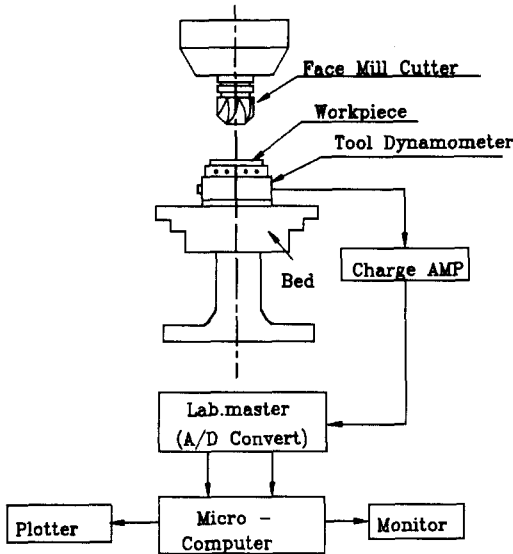 Face Mill Cutter
Workpiece
Tool Dynamometer
Bed
Charge AMP
Lab.master
(A/D Convert)
Plotter
Micro -
Computer
Monitor